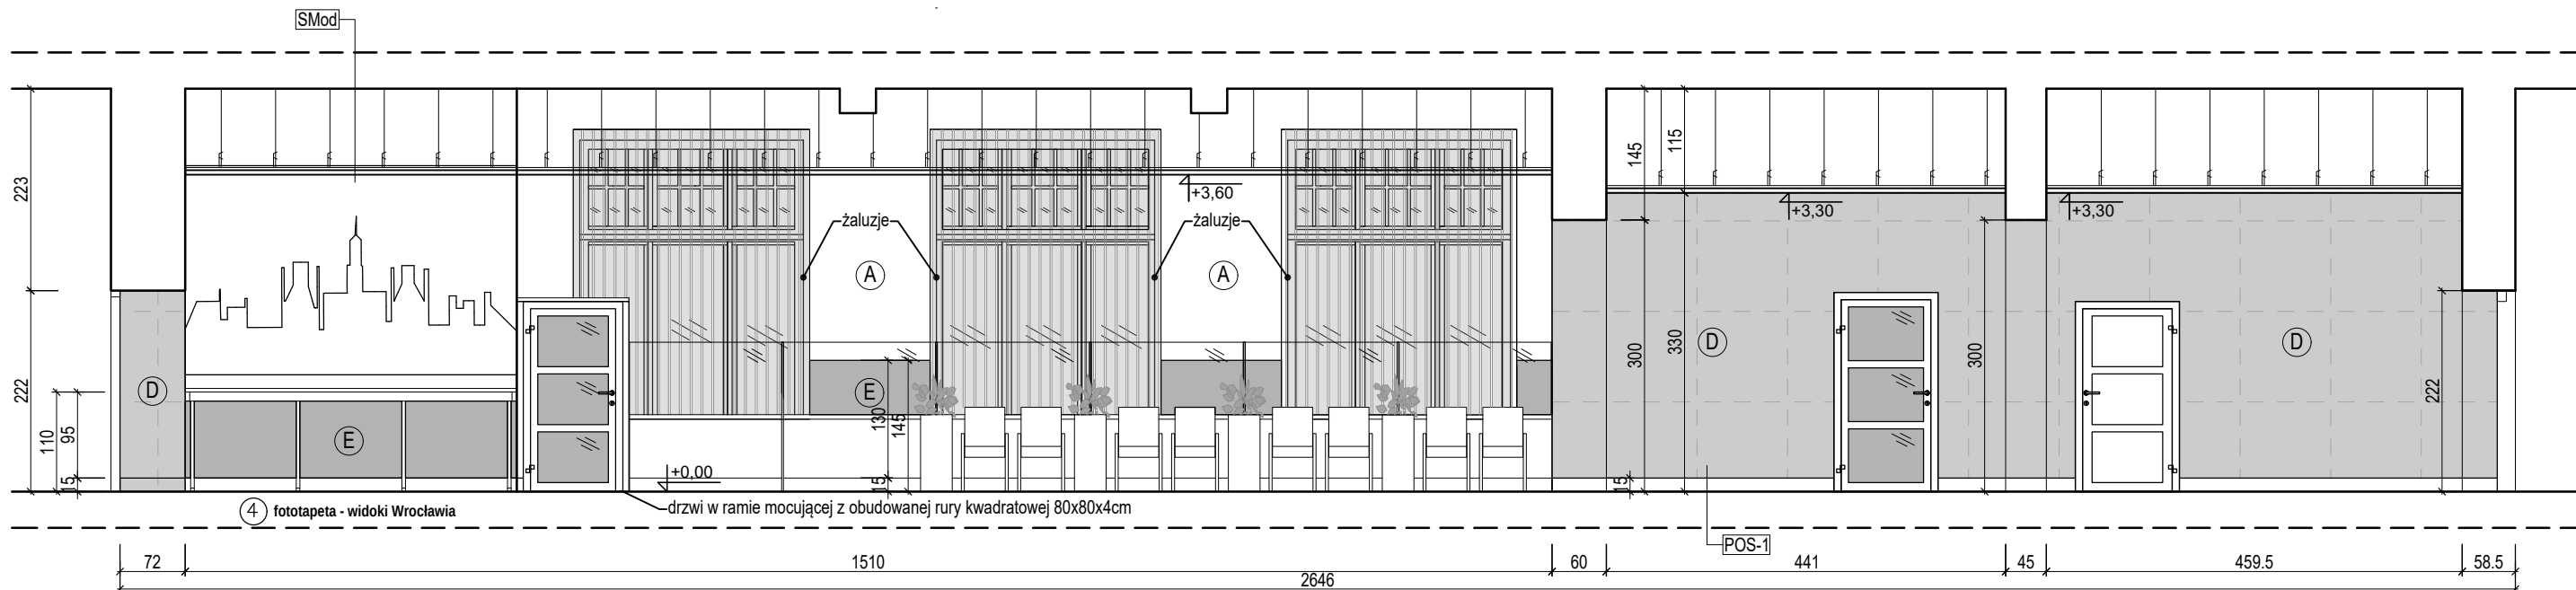 SMod
223
222
110
95
15
D
E
żaluzje
żaluzje
A
A
+3,60
E
130
145
15
+0,00
drzwi w ramie mocującej z obudowanej rury kwadratowej 80x80x4cm
4 fototapeta - widoki Wrocławia
145
115
300
330
15
+3,30
D
300
+3,30
D
222
POS-1
72
1510
60
441
45
459.5
58.5
2646